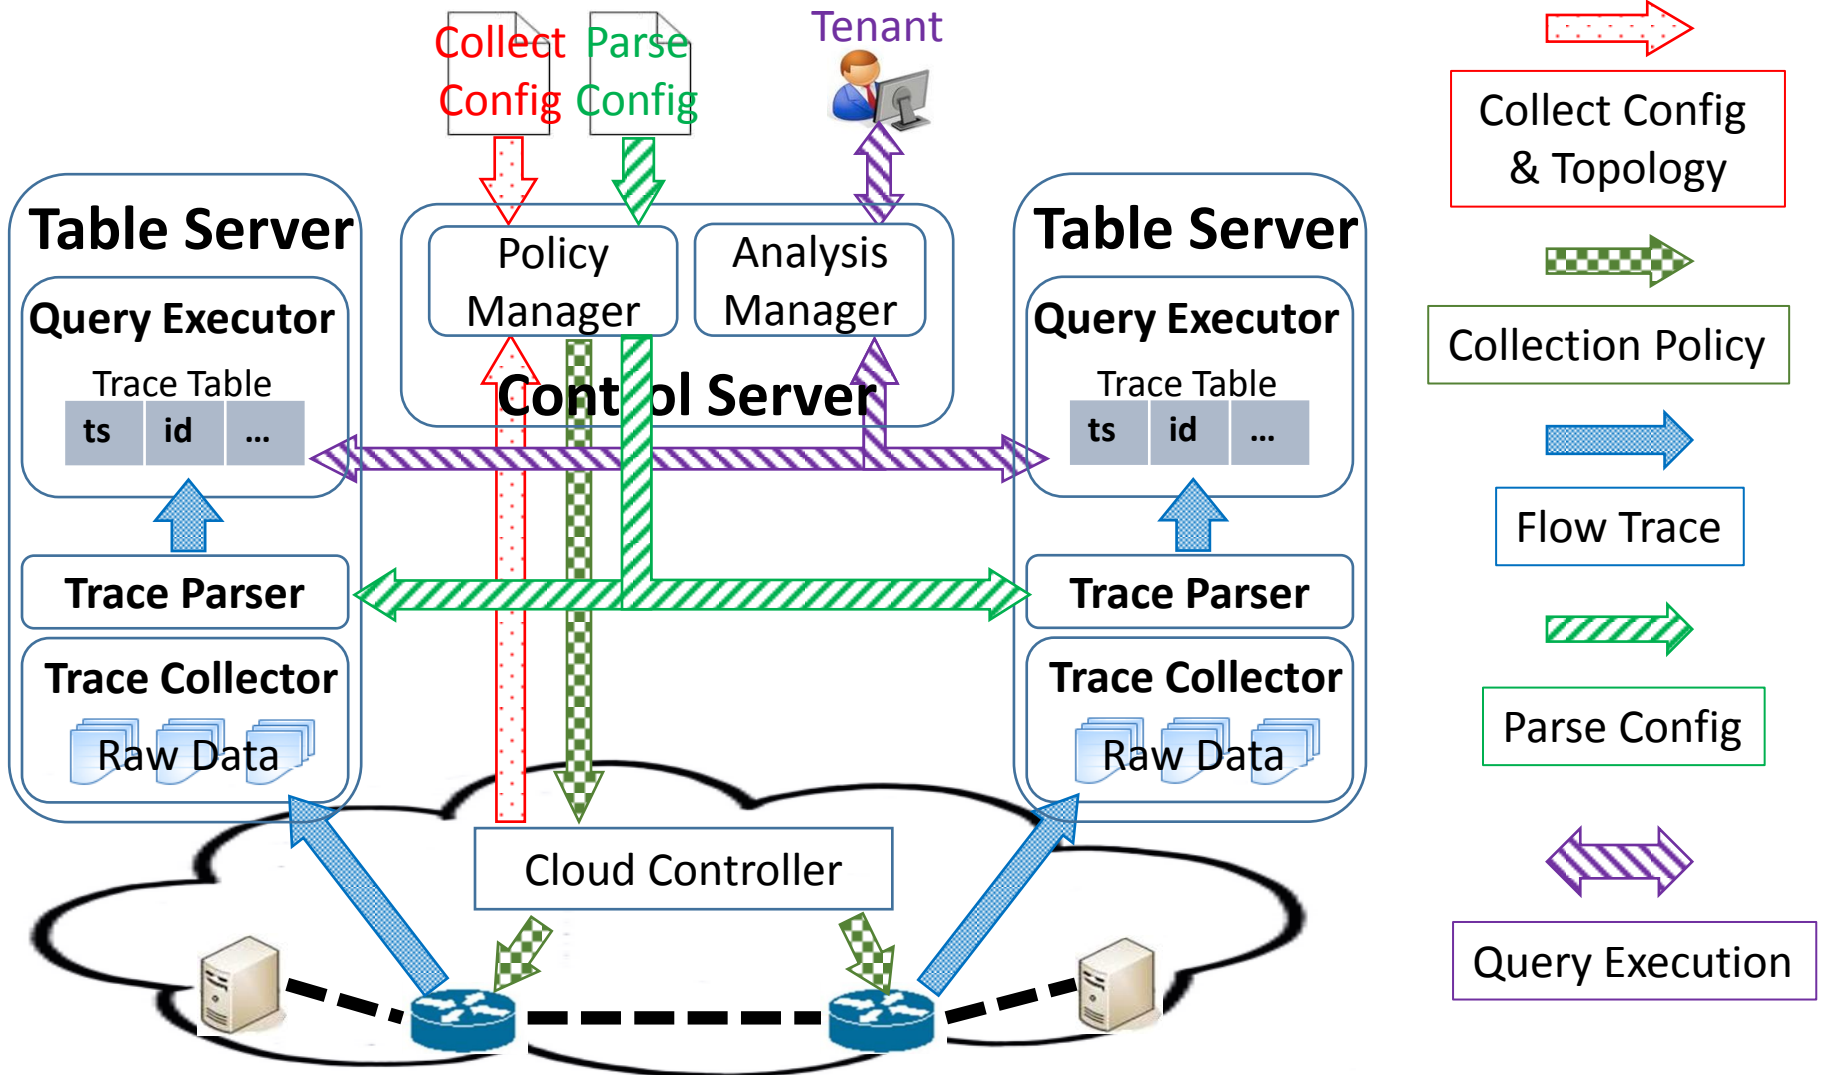 Collect
Config
Parse
Config
Tenant
Table Server
Query Executor
Trace Table
ts id ...
Trace Parser
Trace Collector
Raw Data
Policy
Manager
Analysis
Manager
Control Server
Table Server
Query Executor
Trace Table
ts id ...
Trace Parser
Trace Collector
Raw Data
Cloud Controller
Collect Config
& Topology
Collection Policy
Flow Trace
Parse Config
Query Execution